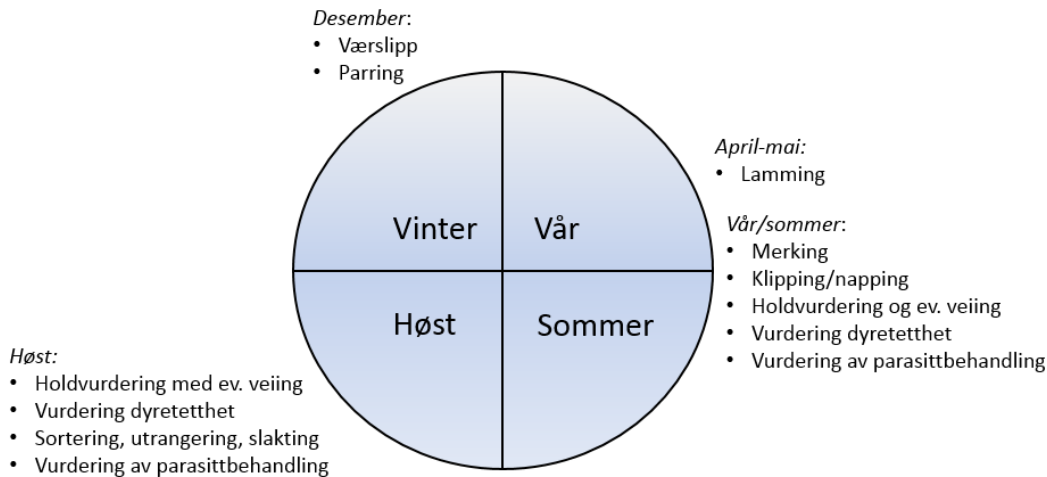 Desember:
• Værslipp
• Parring
April-mai:
• Lamming
Vinter
Vår
Vår/sommer:
• Merking
• Klipping/napping
• Holdvurdering og ev. veiing
• Vurdering dyretetthet
• Vurdering av parasittbehandling
Høst
Sommer
Høst:
• Holdvurdering med ev. veiing
• Vurdering dyretetthet
• Sortering, utrangering, slakting
• Vurdering av parasittbehandling